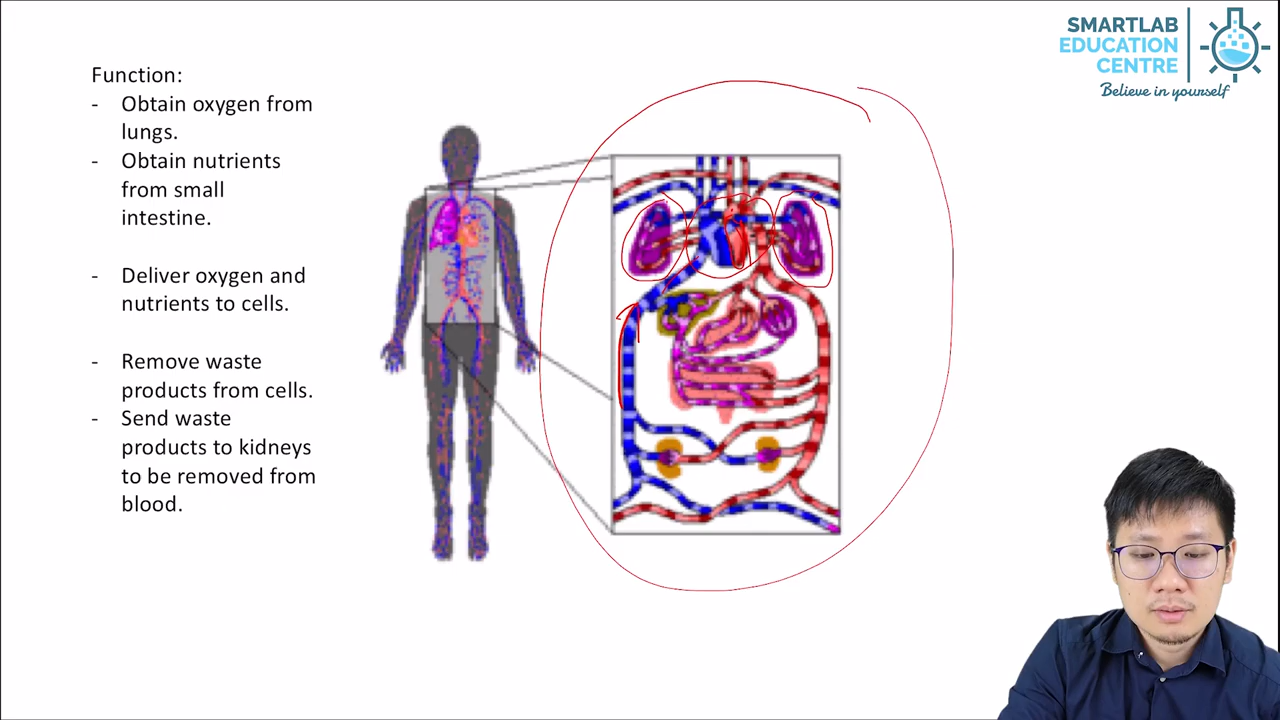 SMARTLAB
EDUCATION
CENTRE
Believe in yourself
Function:
- Obtain oxygen from
lungs.
- Obtain nutrients
from small
intestine.
- Deliver oxygen and
nutrients to cells.
- Remove waste
products from cells.
- Send waste
products to kidneys
to be removed from
blood.